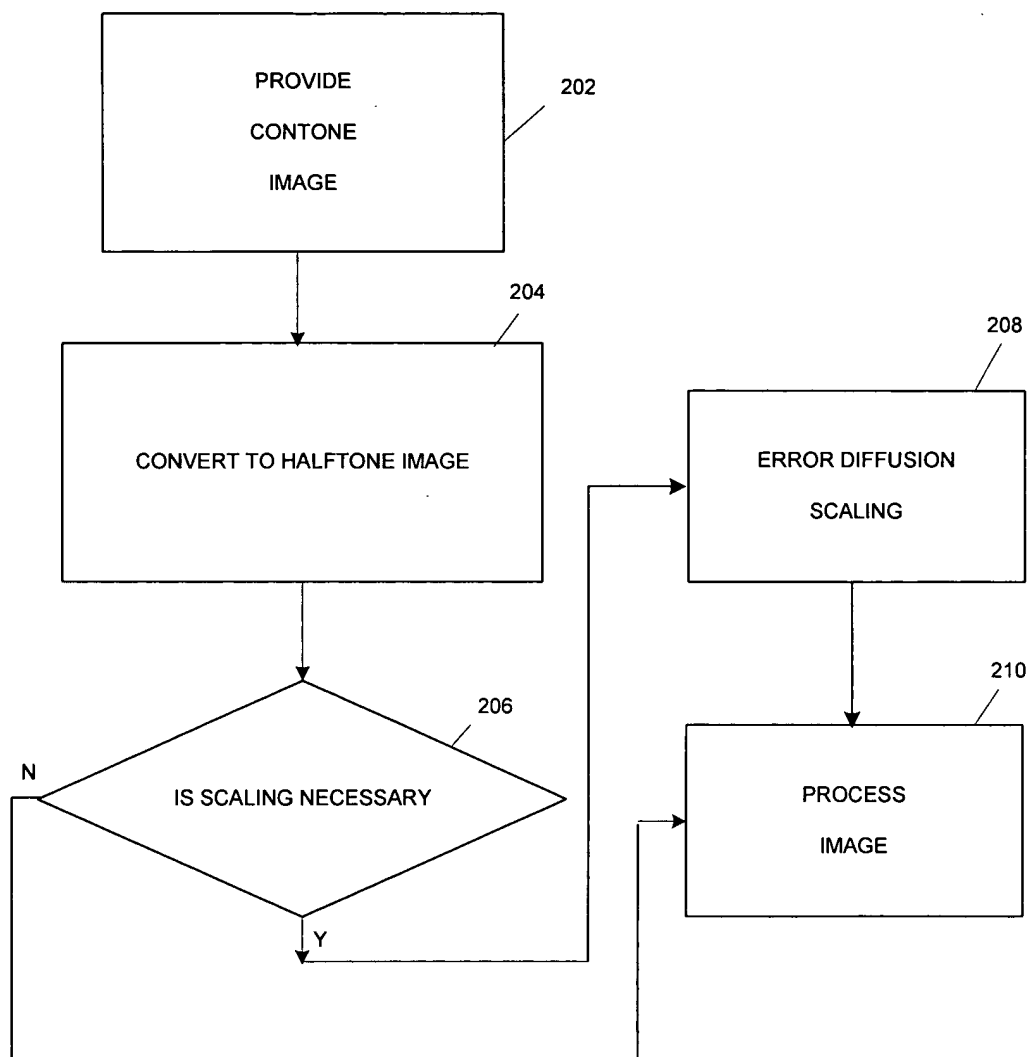 PROVIDE
CONTONE
IMAGE
202
204
CONVERT TO HALFTONE IMAGE
208
ERROR DIFFUSION
SCALING
206
N
IS SCALING NECESSARY
Y
210
PROCESS
IMAGE